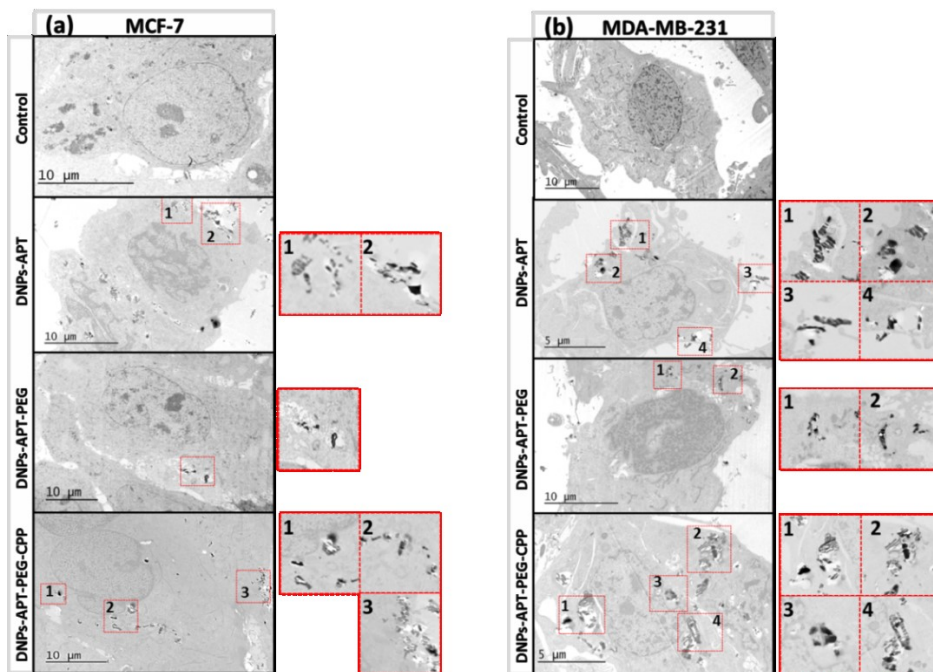 (a) MCF-7
Control
10 µm
DNPs-APT
1
2
10 µm
1 2
DNPs-APT-PEG
10 µm
DNPs-APT-PEG-CPP
1
2
3
10 µm
1 2
3
(b) MDA-MB-231
Control
10 µm
DNPs-APT
1
2
3
4
5 µm
1 2
3 4
DNPs-APT-PEG
1 2
10 µm
1 2
DNPs-APT-PEG-CPP
2
3
1
4
5 µm
1 2
3 4